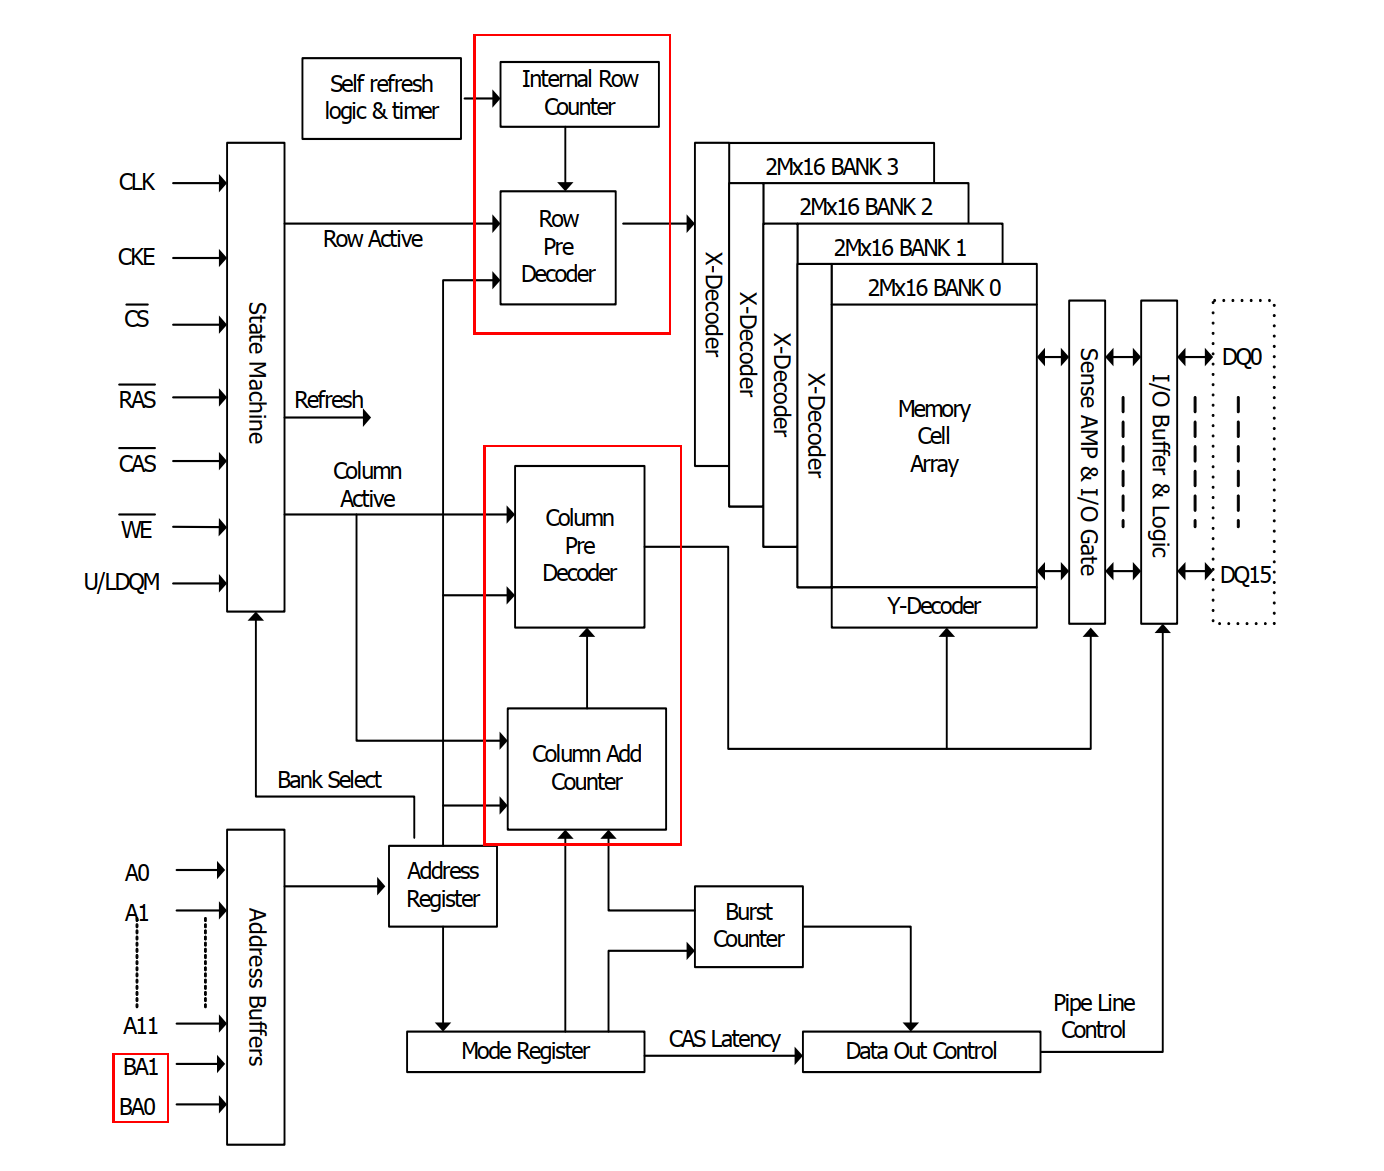 Self refresh
logic & timer
Internal Row
Counter
CLK
CKE
CS
RAS
CAS
WE
U/LDQM
State Machine
Row Active
Row
Pre
Decoder
Refresh
Column
Active
Column
Pre
Decoder
Column Add
Counter
Bank Select
2Mx16 BANK 3
2Mx16 BANK 2
2Mx16 BANK 1
2Mx16 BANK 0
X-Decoder
X-Decoder
X-Decoder
X-Decoder
Memory
Cell
Array
Y-Decoder
Sense AMP & I/O Gate
I/O Buffer & Logic
DQ0
DQ15
A0
A1
A11
BA1
BA0
Address Buffers
Address
Register
Burst
Counter
Mode Register
CAS Latency
Data Out Control
Pipe Line
Control